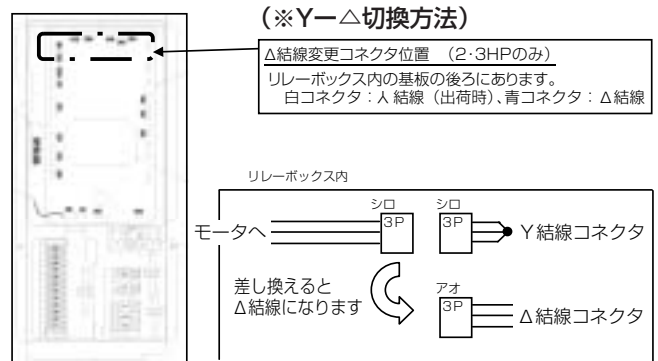 (※Yー△切換方法)
Δ結線変更コネクタ位置 (2・3HPのみ)
リレーボックス内の基板の後ろにあります。
白コネクタ：人 結線（出荷時）、青コネクタ：Δ結線
リレーボックス内
シロ シロ
モータへ 3P 3P Y結線コネクタ
差し換えると
Δ結線になります
アオ
3P Δ結線コネクタ